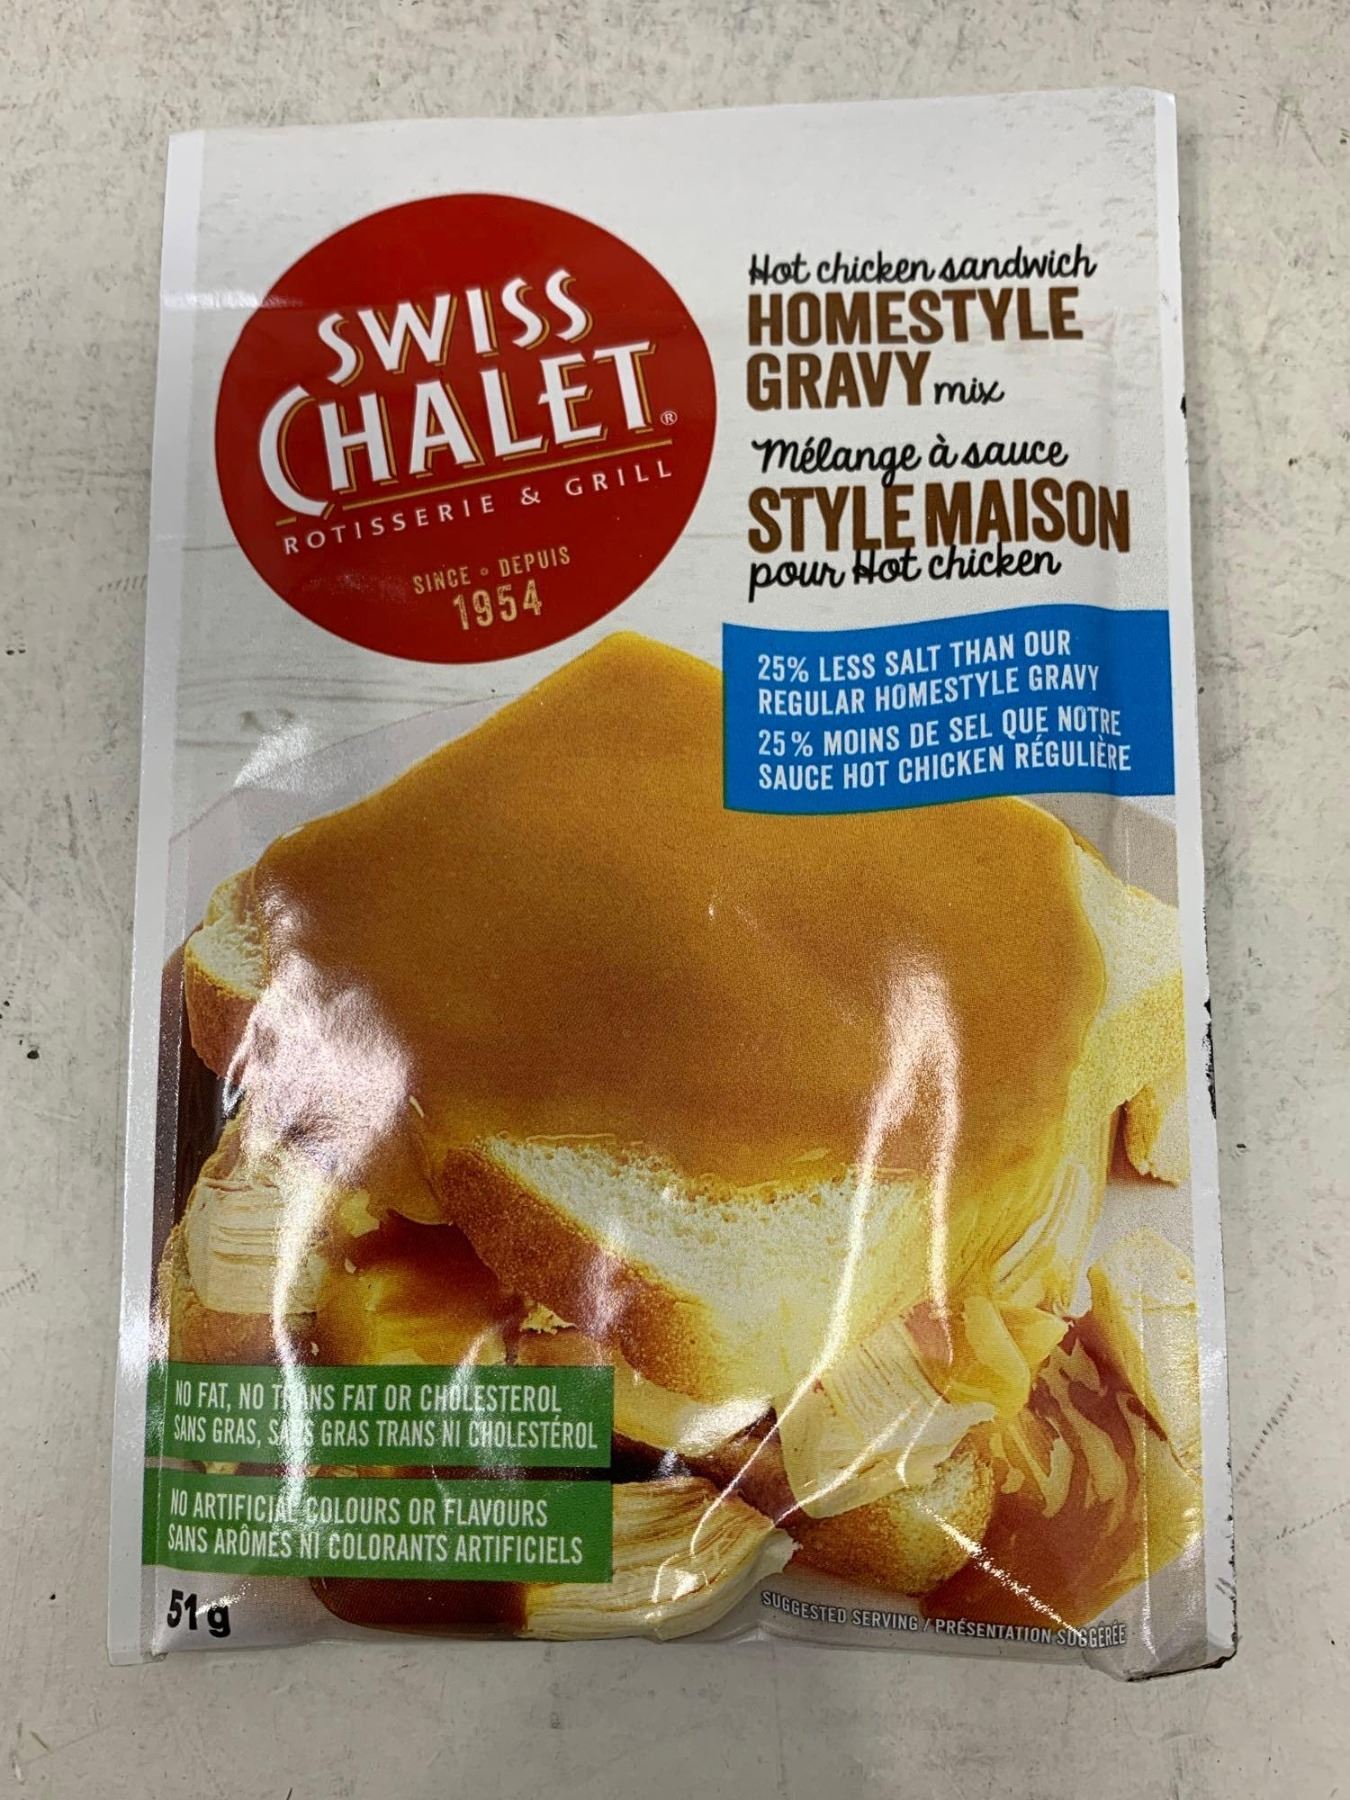 SWISS
CHALET®
ROTISSERIE & GRILL
SINCE • DEPUIS
1954
Hot chicken sandwich
HOMESTYLE
GRAVY mix
Mélange à sauce
STYLE MAISON
pour Hot chicken
25% LESS SALT THAN OUR
REGULAR HOMESTYLE GRAVY
25% MOINS DE SEL QUE NOTRE
SAUCE HOT CHICKEN RÉGULIÈRE
NO FAT, NO TRANS FAT OR CHOLESTEROL
SANS GRAS, SANS GRAS TRANS NI CHOLESTÉROL
NO ARTIFICIAL COLOURS OR FLAVOURS
SANS ARÔMES NI COLORANTS ARTIFICIELS
51 g
SUGGESTED SERVING / PRÉSENTATION SUGGÉRÉE